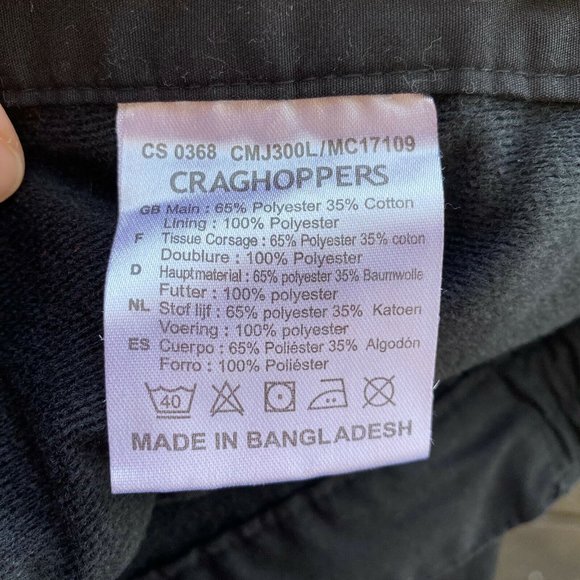 CS 0368 CMJ300L/MC17109
CRAGHOPPERS
GB Main : 65% Polyester 35% Cotton
Lining : 100% Polyester
F Tissue Corsage : 65% Polyester 35% coton
Doublure : 100% Polyester
D Hauptmaterial : 65% polyester 35% Baumwolle
Futter : 100% polyester
NL Stof lijf : 65% polyester 35% Katoen
Voering : 100% polyester
ES Cuerpo : 65% Poliéster 35% Algodón
Forro : 100% Poliéster
40
MADE IN BANGLADESH